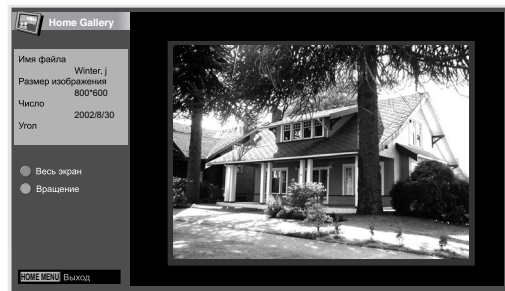 Home Gallery
Имя файла
Winter. j
Размер изображения
800*600
Число
2002/8/30
Угол
Весь экран
Вращение
HOME MENU Выход